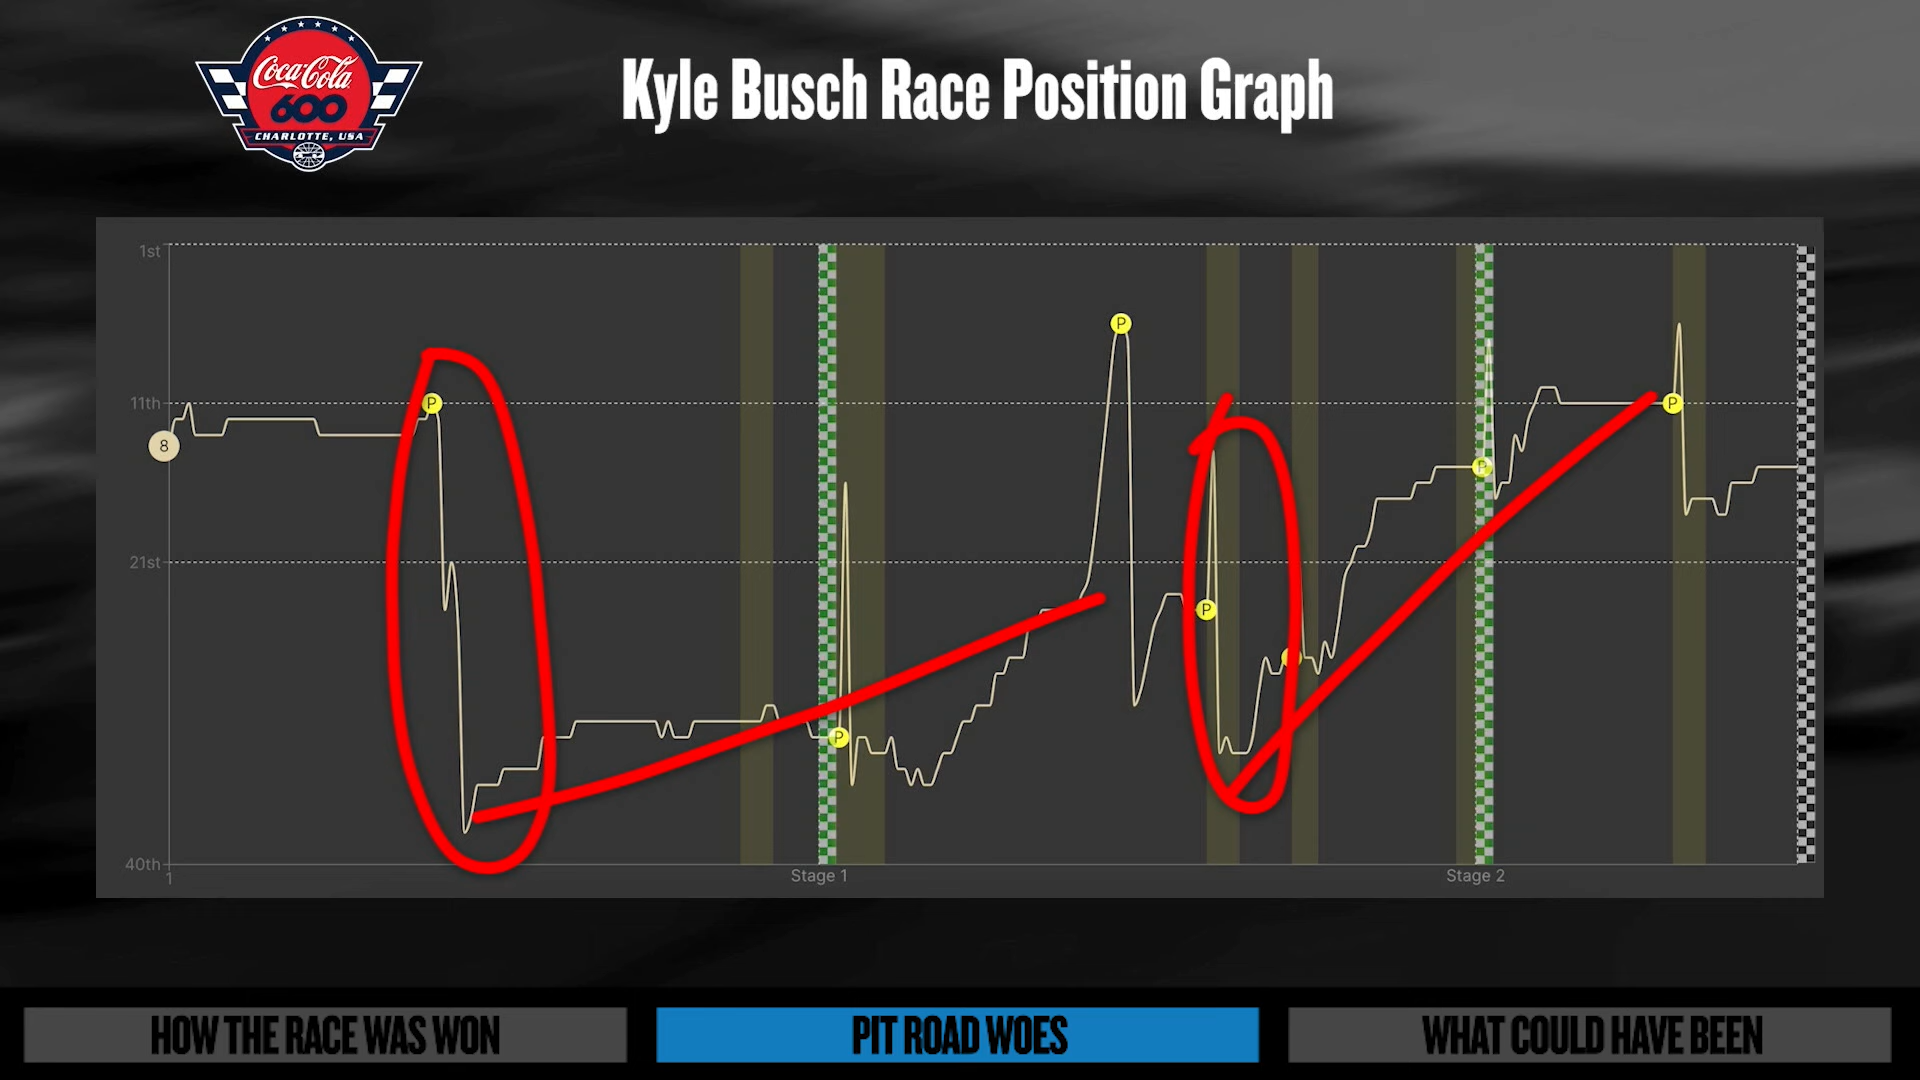 Coca-Cola
600
CHARLOTTE, USA
Kyle Busch Race Position Graph
1st
11th
21st
40th
8
P
P
P
P
P
P
1
Stage 1
Stage 2
HOW THE RACE WAS WON
PIT ROAD WOES
WHAT COULD HAVE BEEN